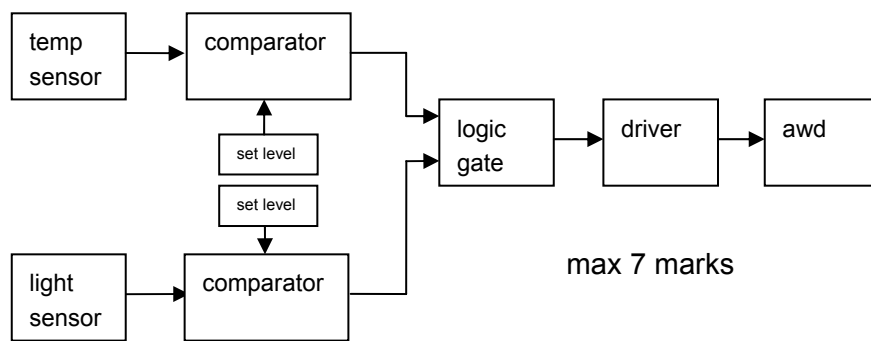 temp
sensor
comparator
set level
set level
logic
gate
driver
awd
light
sensor
comparator
max 7 marks